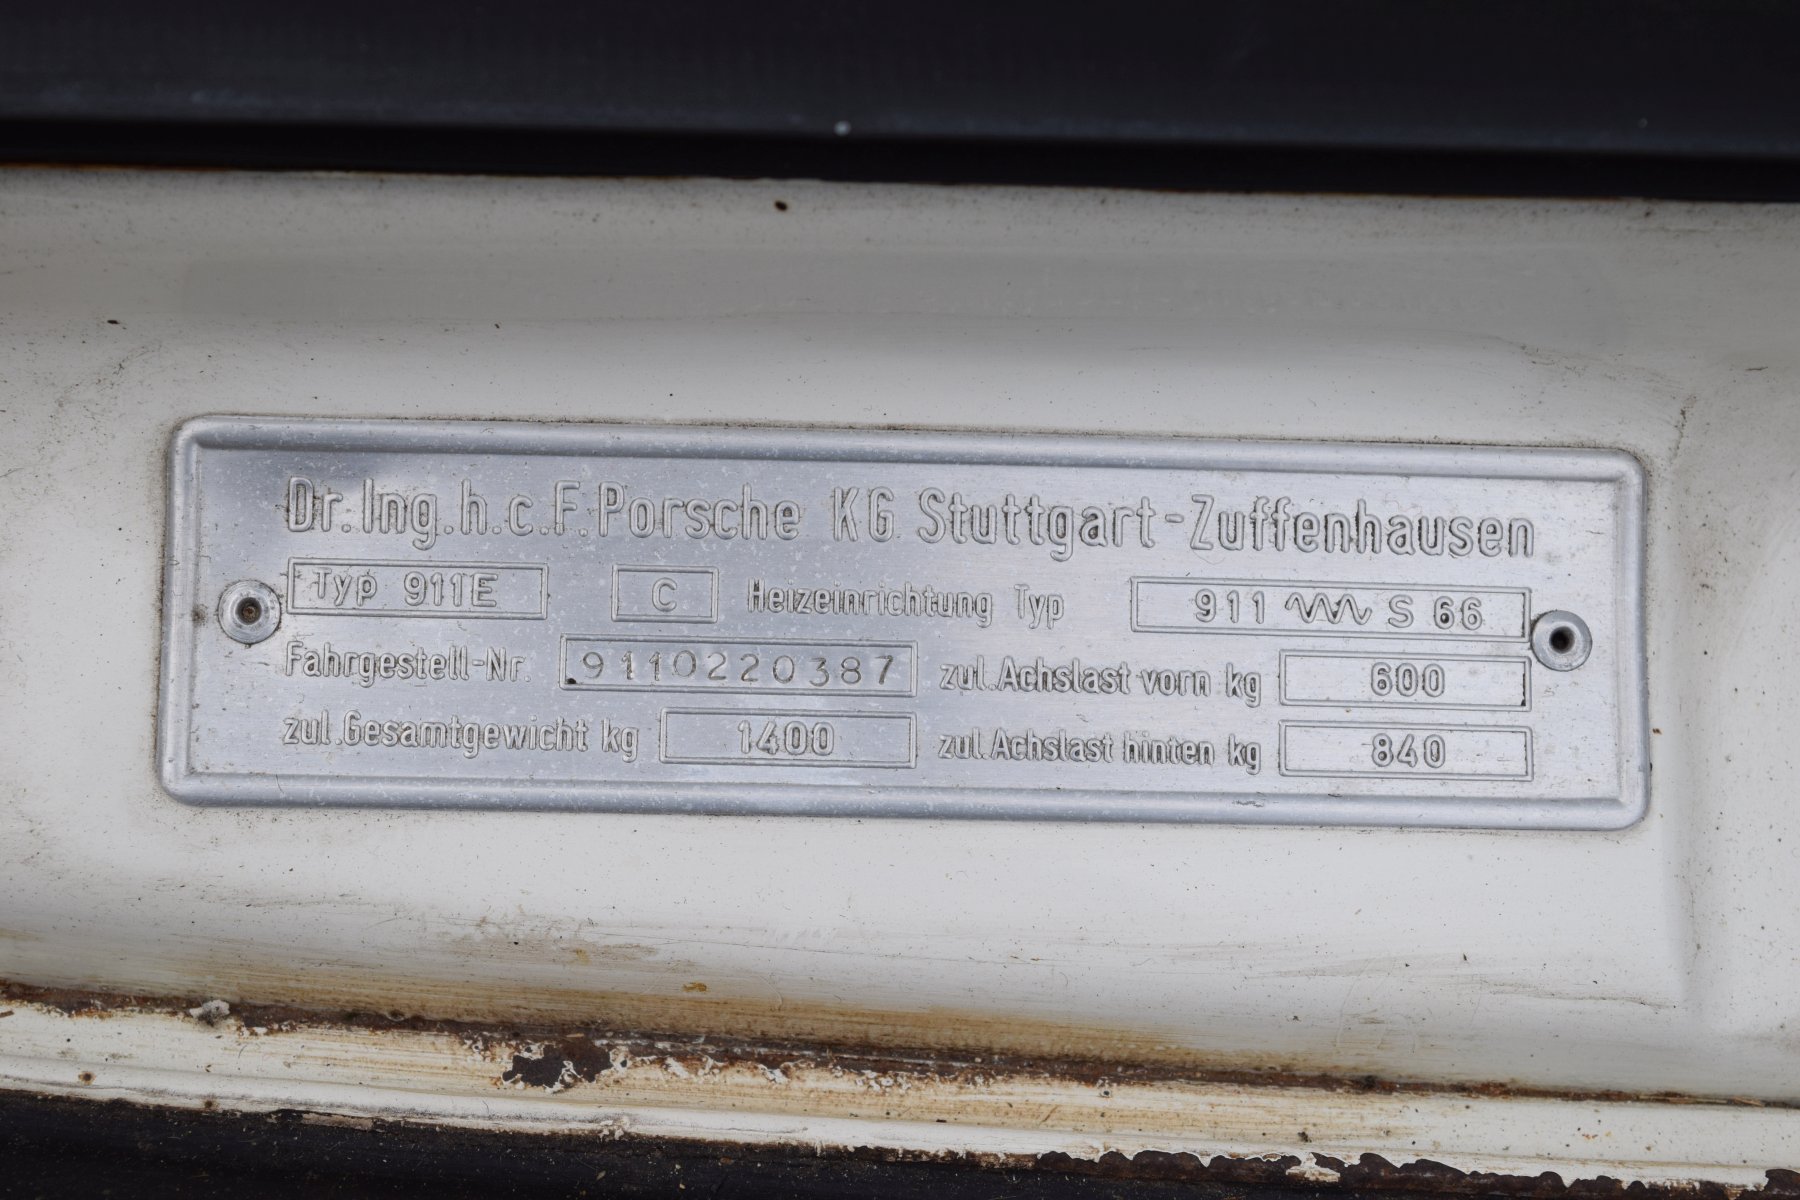 Dr. Ing. h. c. F. Porsche KG Stuttgart-Zuffenhausen
Typ 911E C Heizeinrichtung Typ 911 S 66
Fahrgestell-Nr. 9110220387 zul. Achslast vorn kg 600
zul. Gesamtgewicht kg 1400 zul. Achslast hinten kg 840